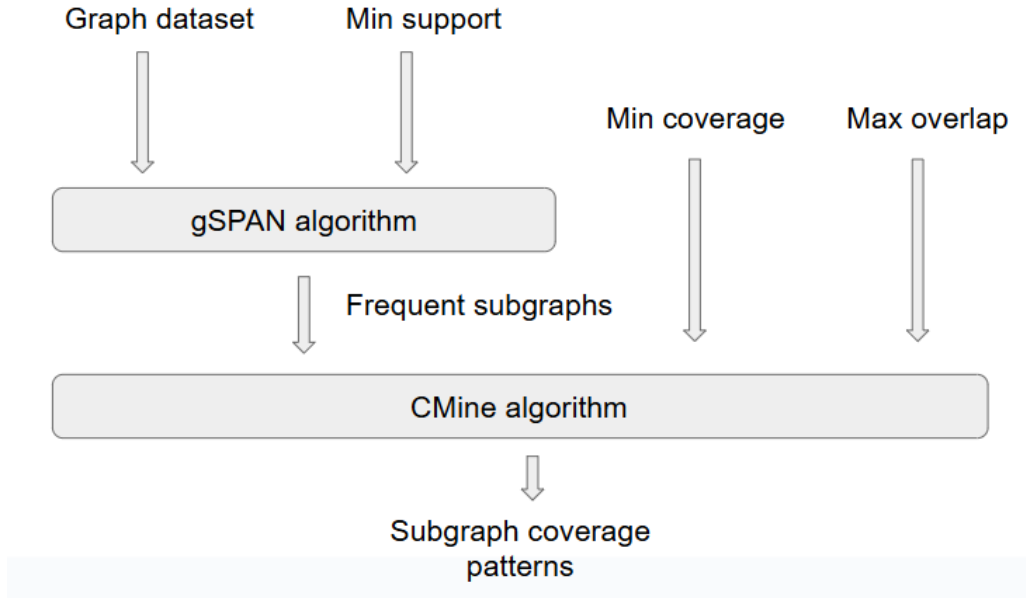 Graph dataset
Min support
Min coverage
Max overlap
gSPAN algorithm
Frequent subgraphs
CMine algorithm
Subgraph coverage
patterns